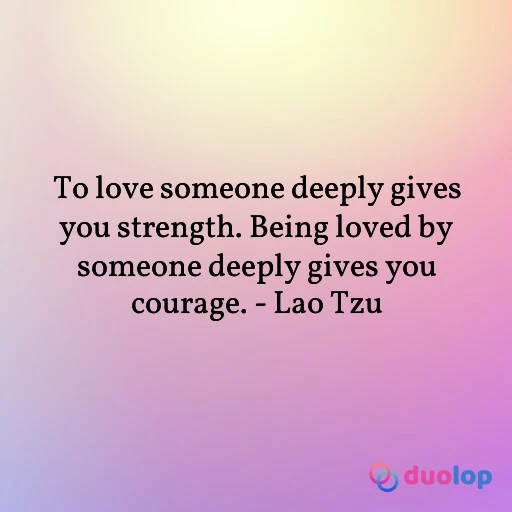 To love someone deeply gives
you strength. Being loved by
someone deeply gives you
courage. - Lao Tzu
duolop